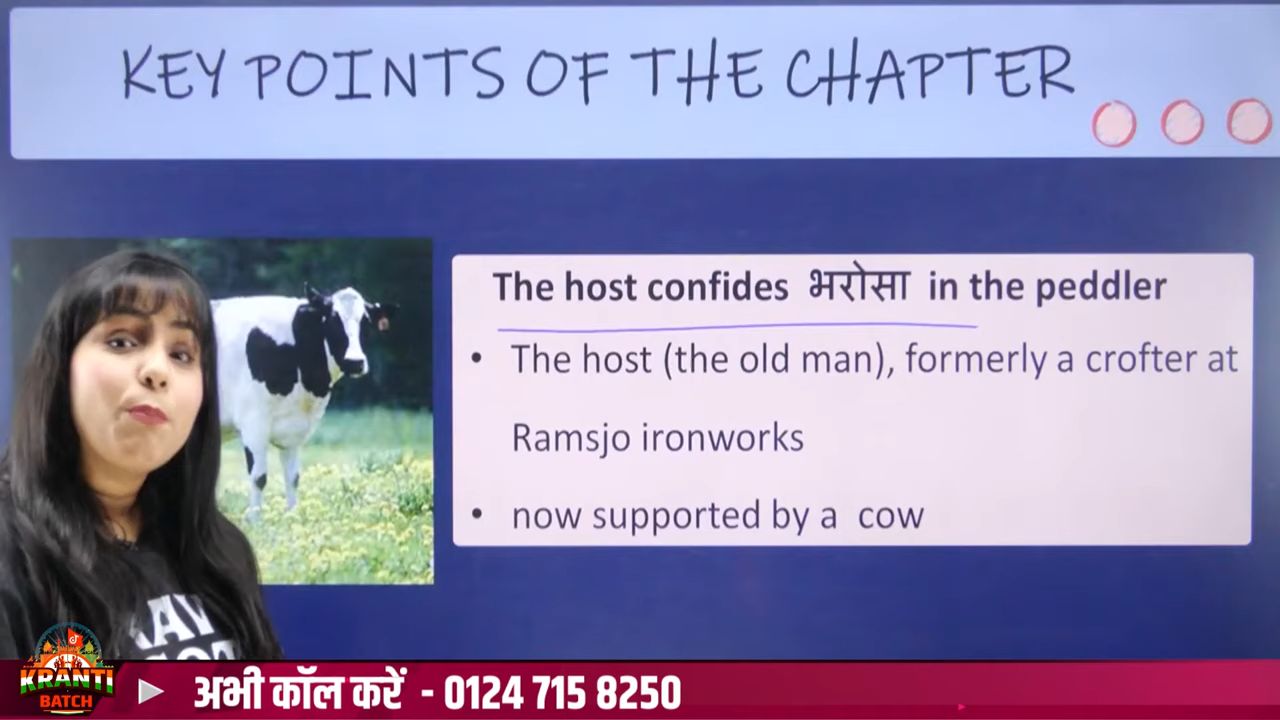 KEY POINTS OF THE CHAPTER
The host confides भरोसा in the peddler
• The host (the old man), formerly a crofter at
Ramsjo ironworks
• now supported by a cow
KRANTI
BATCH
अभी कॉल करें - 0124 715 8250